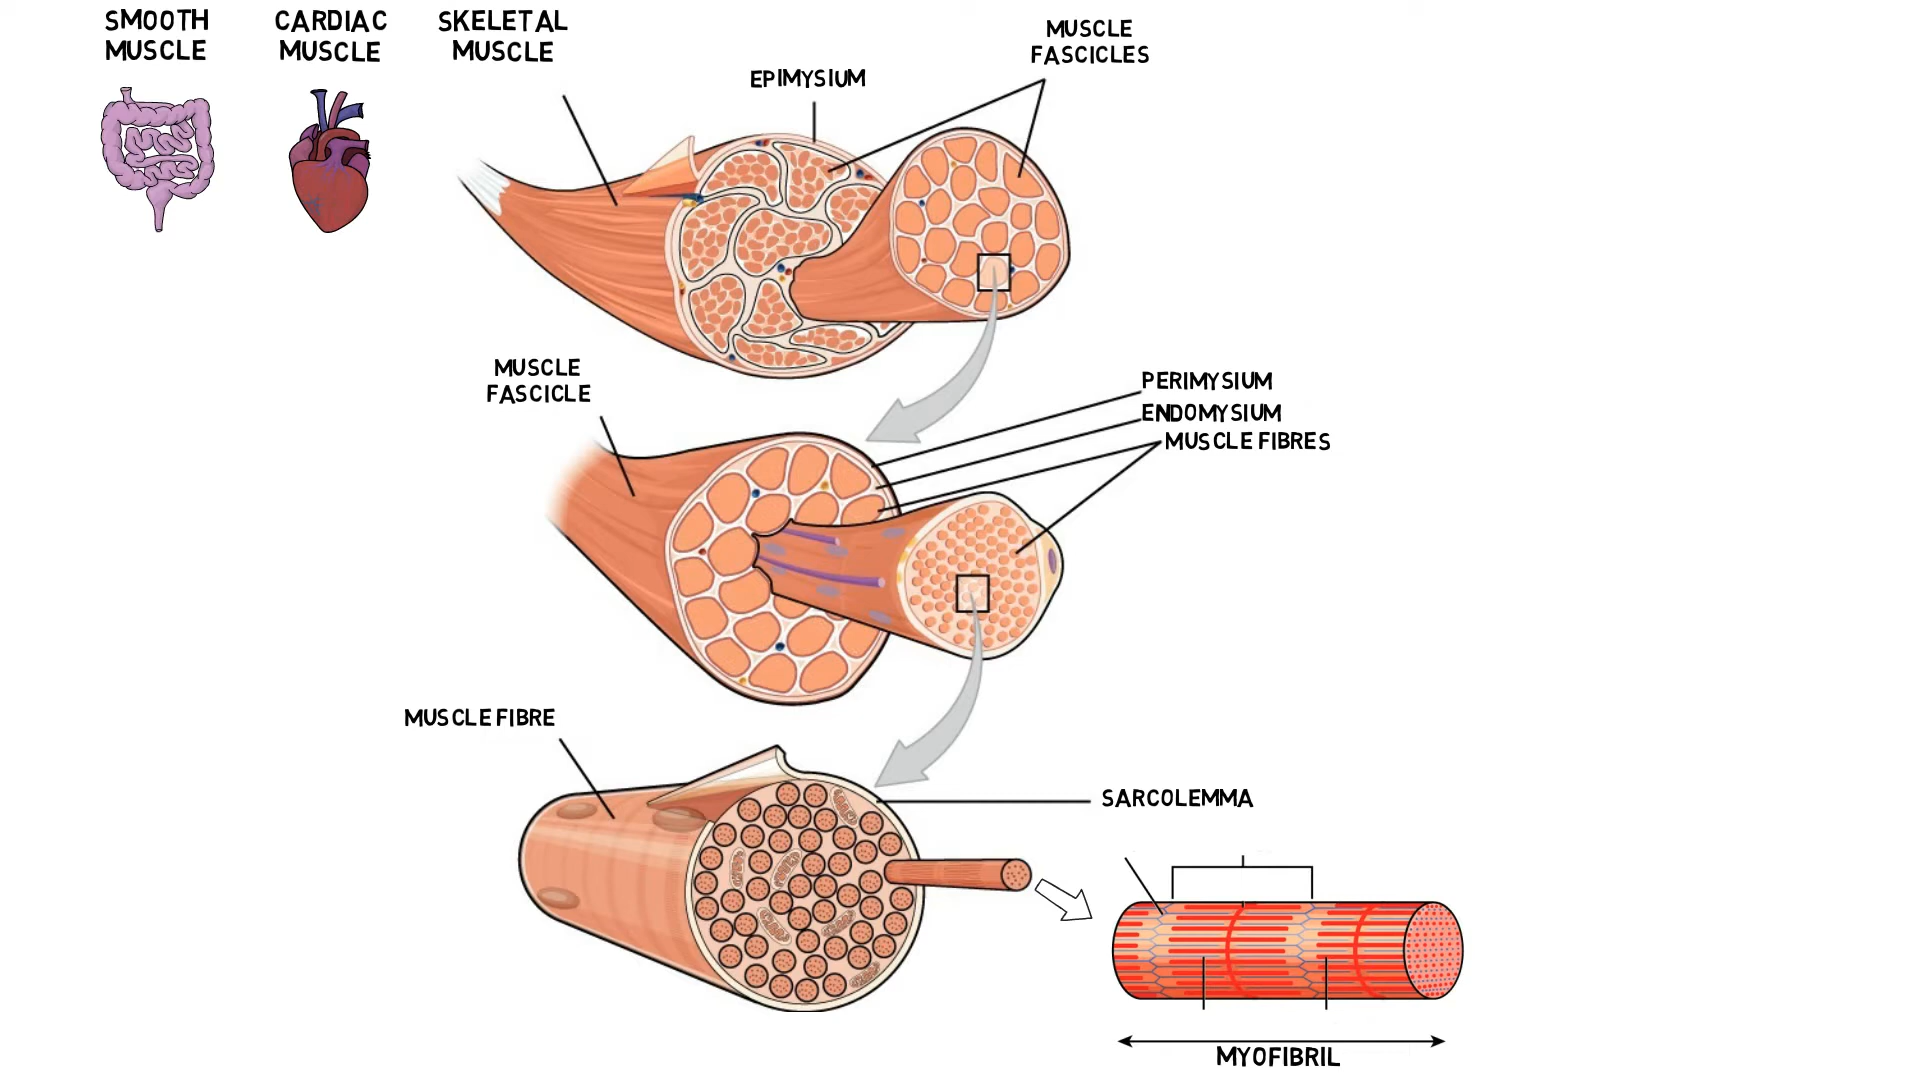 SMOOTH
MUSCLE
CARDIAC
MUSCLE
SKELETAL
MUSCLE
MUSCLE
FASCICLES
EPIMYSIUM
MUSCLE
FASCICLE
PERIMYSIUM
ENDOMYSIUM
MUSCLE FIBRES
MUSCLE FIBRE
SARCOLEMMA
MYOFIBRIL